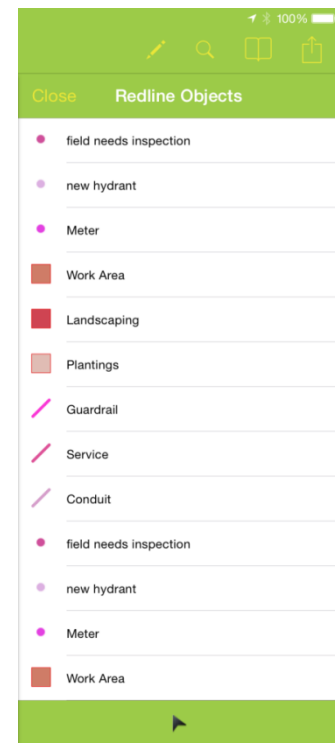 100%
Close Redline Objects
field needs inspection
new hydrant
Meter
Work Area
Landscaping
Plantings
Guardrail
Service
Conduit
field needs inspection
new hydrant
Meter
Work Area